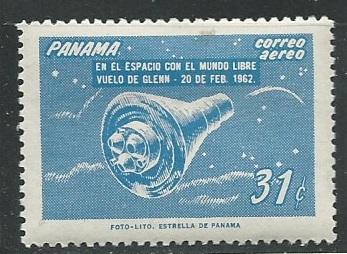 PANAMA
correo
aereo
EN EL ESPACIO CON EL MUNDO LIBRE
VUELO DE GLENN - 20 DE FEB. 1962.
31¢
FOTO-LITO. ESTRELLA DE PANAMA